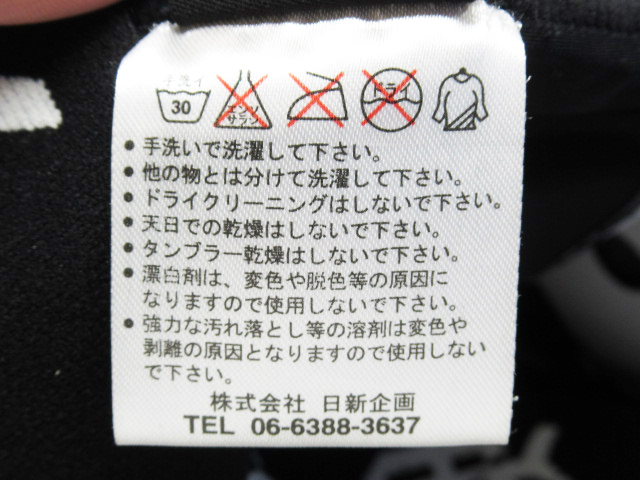 手洗イ
30
エンソ
サラシ
ドライ
• 手洗いで洗濯して下さい。
• 他の物とは分けて洗濯して下さい。
• ドライクリーニングはしないで下さい。
• 天日での乾燥はしないで下さい。
• タンブラー乾燥はしないで下さい。
• 漂白剤は、変色や脱色等の原因に
なりますので使用しないで下さい。
• 強力な汚れ落とし等の溶剤は変色や
剥離の原因となりますので使用しない
で下さい。
株式会社 日新企画
TEL 06-6388-3637